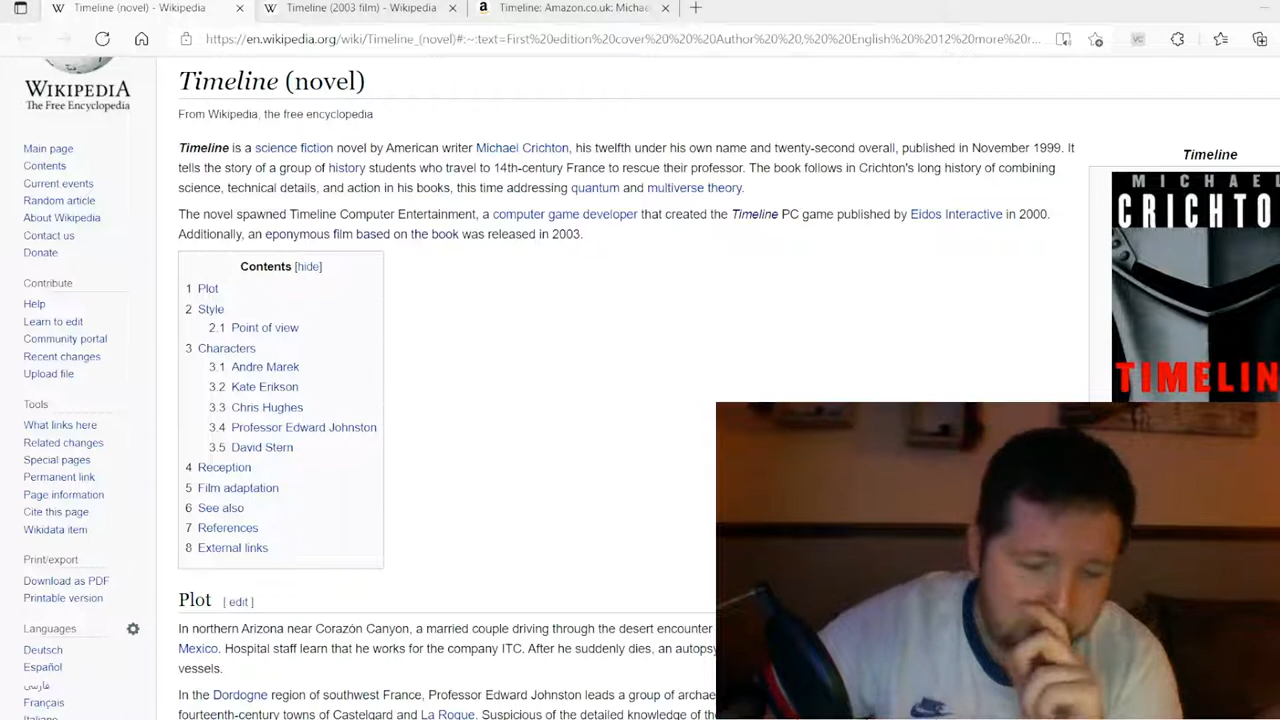 Timeline (novel) - Wikipedia
Timeline (2003 film) - Wikipedia
Timeline: Amazon.co.uk: Michae
https://en.wikipedia.org/wiki/Timeline_(novel)#:~:text=First%20edition%20cover%20%20Author%20%20,%20%20English%20%2012%20more%20r...
WIKIPEDIA
The Free Encyclopedia
Main page
Contents
Current events
Random article
About Wikipedia
Contact us
Donate
Contribute
Help
Learn to edit
Community portal
Recent changes
Upload file
Tools
What links here
Related changes
Special pages
Permanent link
Page information
Cite this page
Wikidata item
Print/export
Download as PDF
Printable version
Languages
Deutsch
Español
فارسی
Français
Italiano
Timeline (novel)
From Wikipedia, the free encyclopedia
Timeline is a science fiction novel by American writer Michael Crichton, his twelfth under his own name and twenty-second overall, published in November 1999. It
tells the story of a group of history students who travel to 14th-century France to rescue their professor. The book follows in Crichton's long history of combining
science, technical details, and action in his books, this time addressing quantum and multiverse theory.
The novel spawned Timeline Computer Entertainment, a computer game developer that created the Timeline PC game published by Eidos Interactive in 2000.
Additionally, an eponymous film based on the book was released in 2003.
Contents [hide]
1 Plot
2 Style
2.1 Point of view
3 Characters
3.1 Andre Marek
3.2 Kate Erikson
3.3 Chris Hughes
3.4 Professor Edward Johnston
3.5 David Stern
4 Reception
5 Film adaptation
6 See also
7 References
8 External links
Plot [ edit ]
In northern Arizona near Corazón Canyon, a married couple driving through the desert encounter
Mexico. Hospital staff learn that he works for the company ITC. After he suddenly dies, an autopsy
vessels.
In the Dordogne region of southwest France, Professor Edward Johnston leads a group of archae
fourteenth-century towns of Castelgard and La Roque. Suspicious of the detailed knowledge of the
Timeline
MICHAEL
CRICHTO
TIMELIN